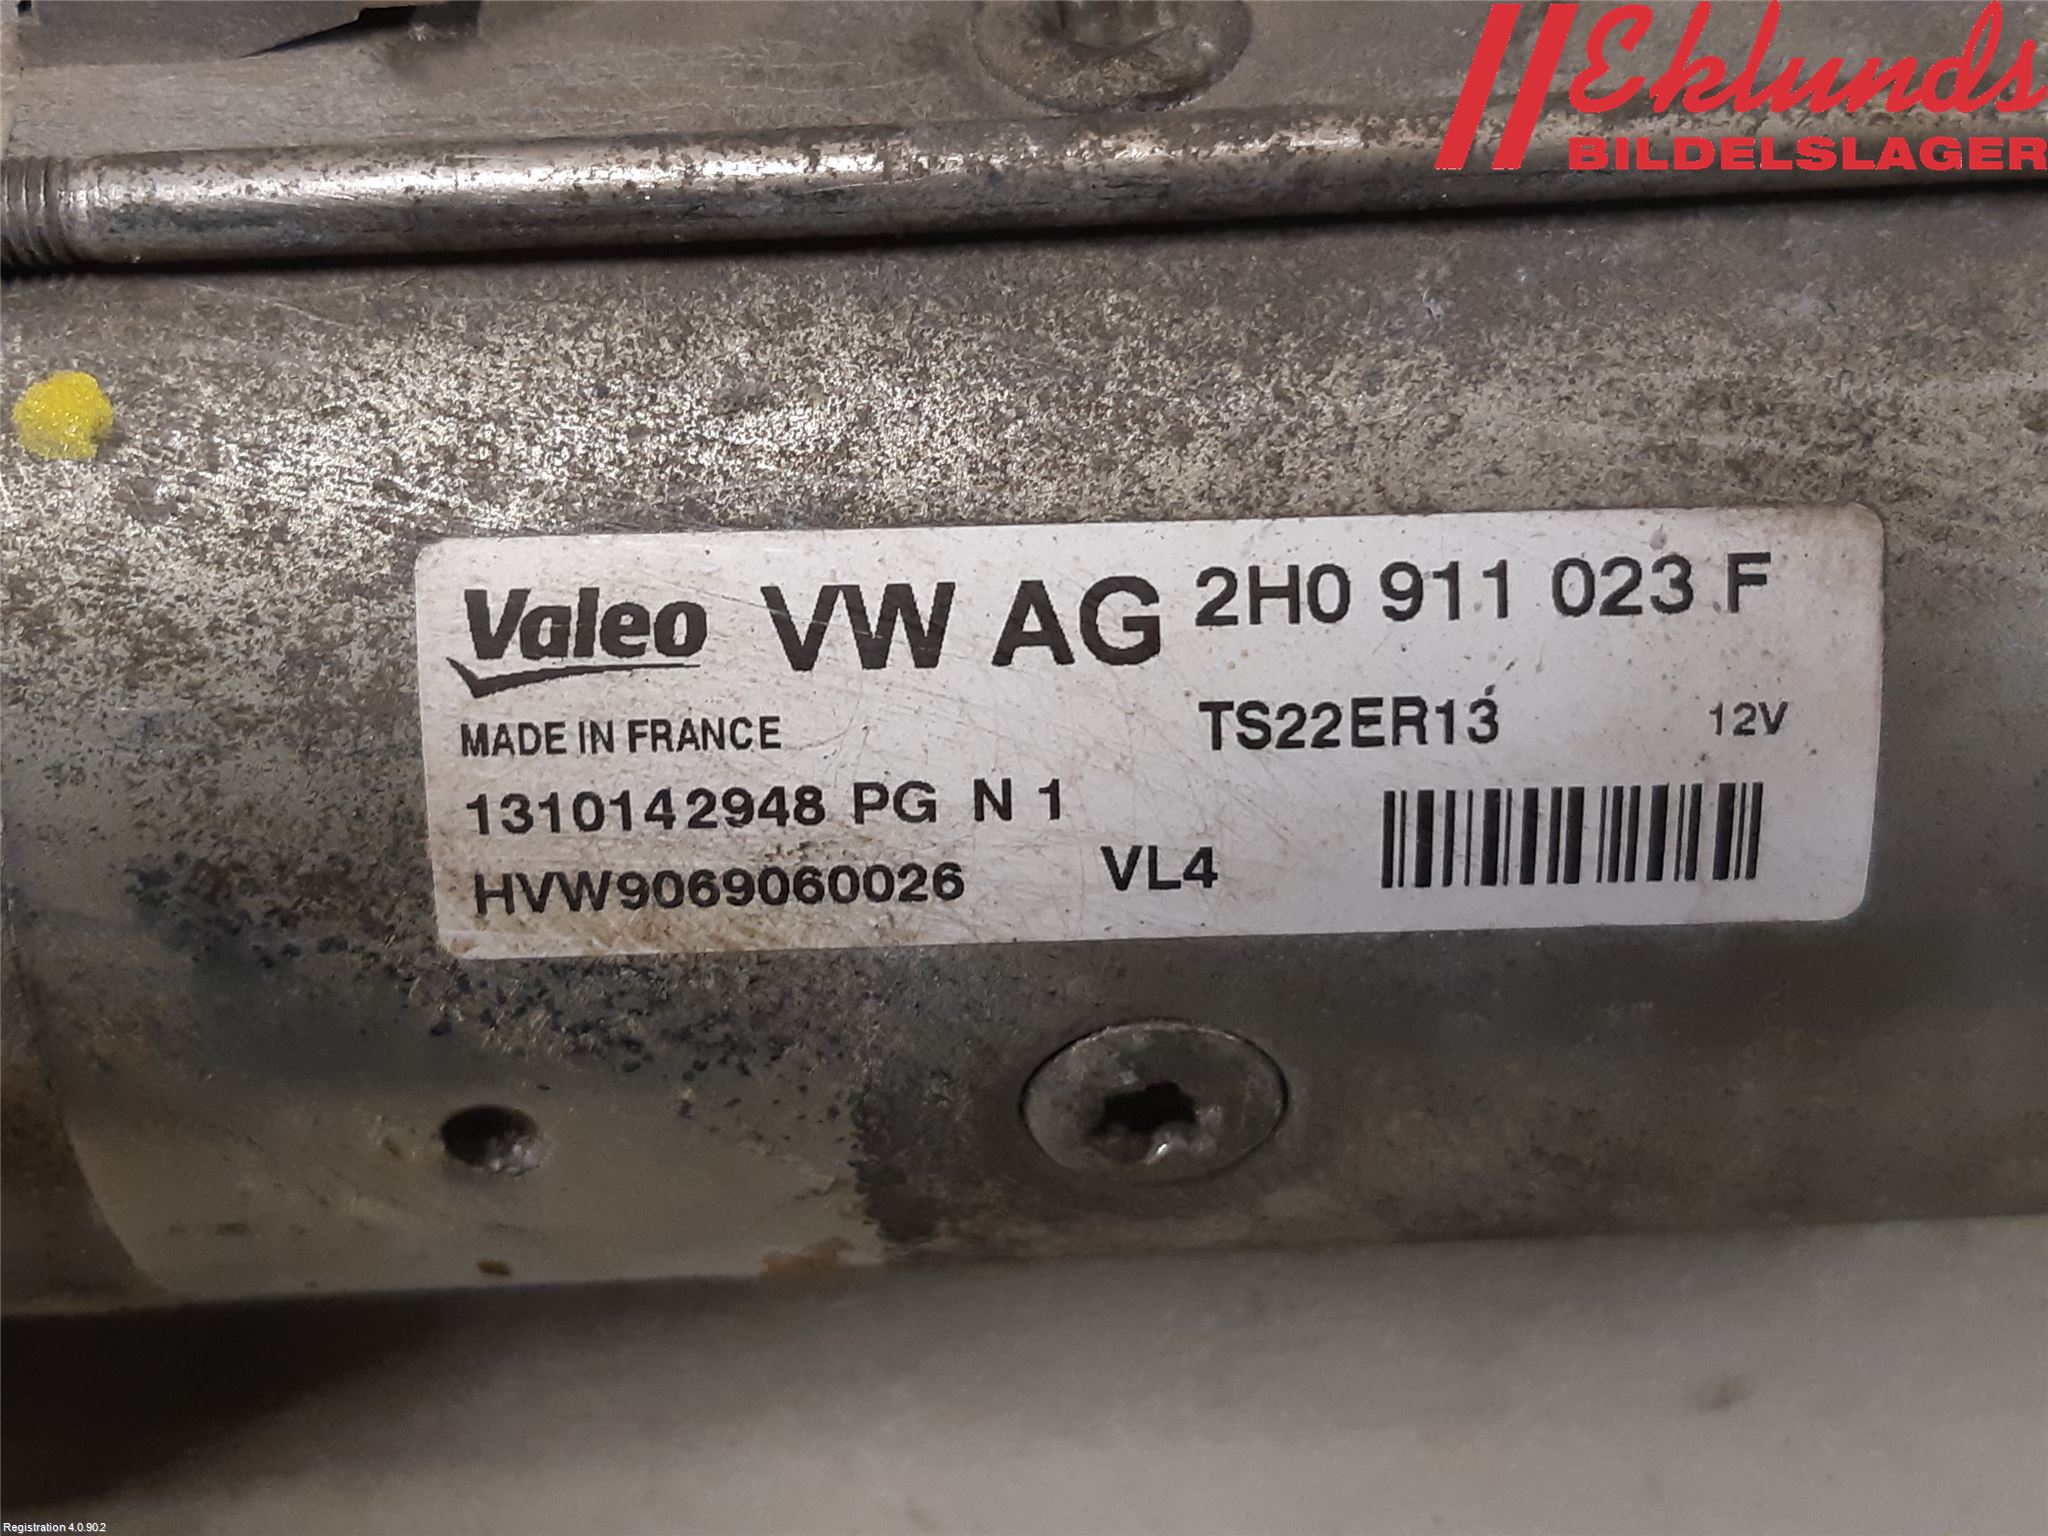 Eklunds
BILDELSLAGER
Valeo VW AG 2H0 911 023 F
MADE IN FRANCE TS22ER13 12V
1310142948 PG N 1
HVW9069060026 VL4
Registration 4.0.90.2